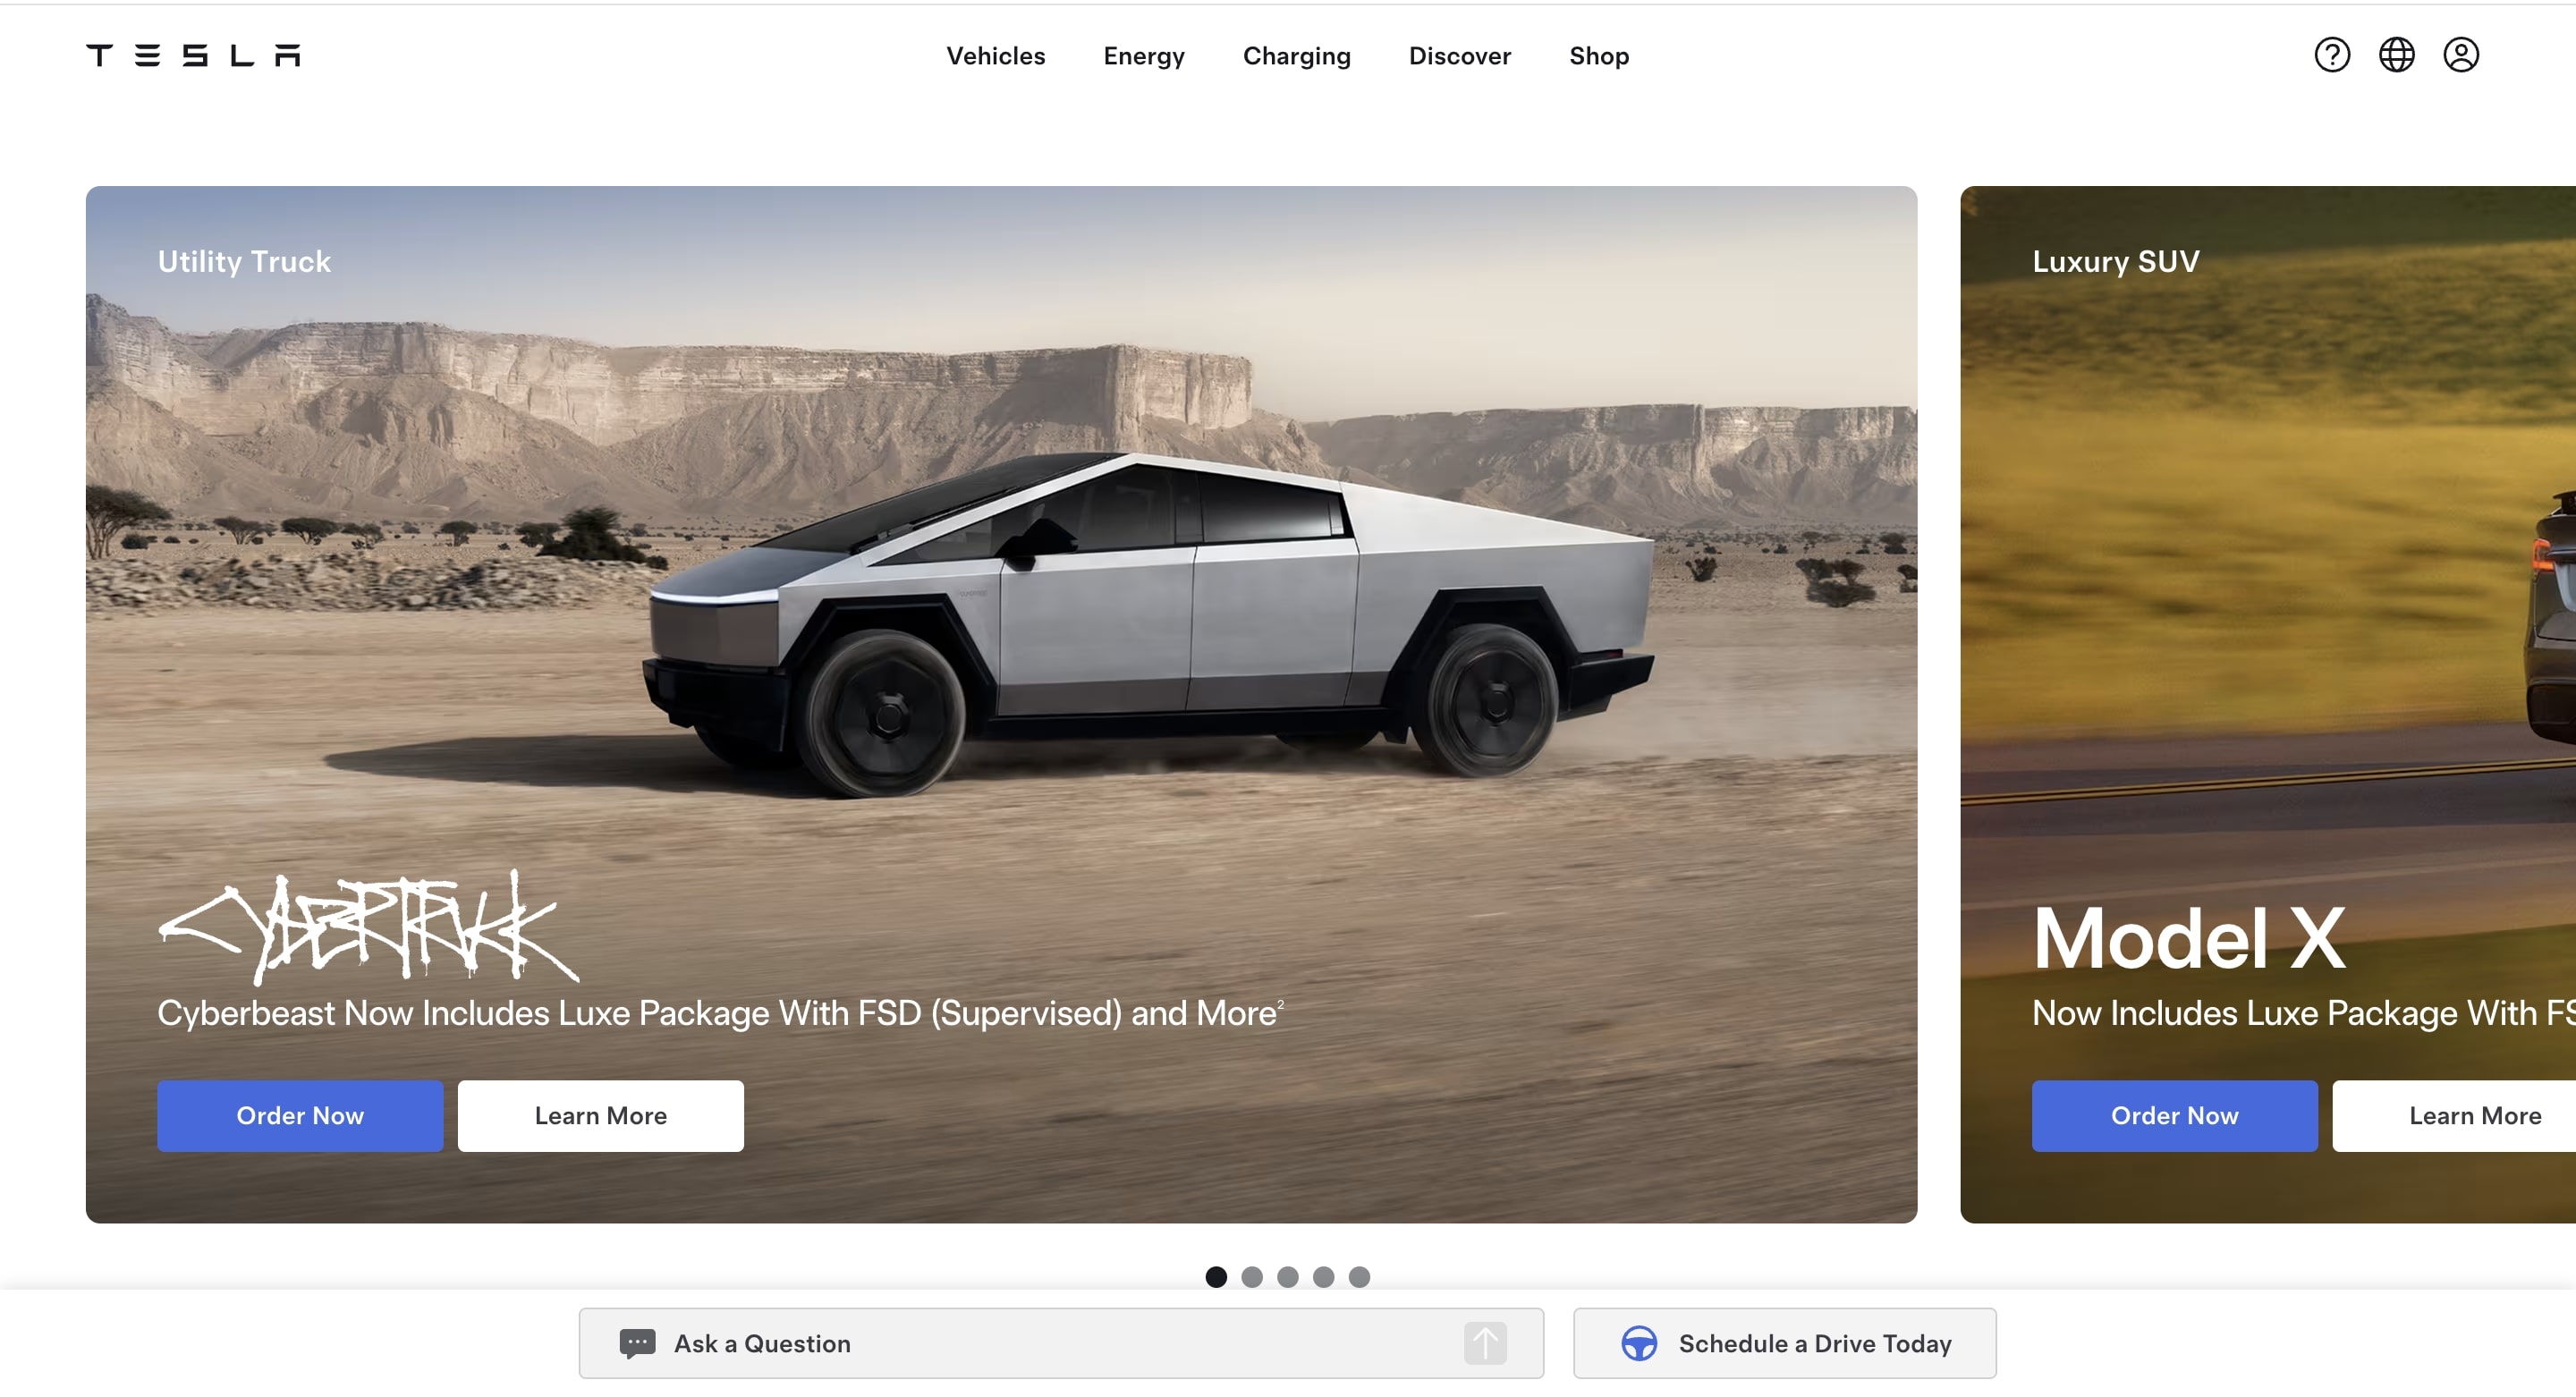 TESLA
Vehicles Energy Charging Discover Shop
Utility Truck
CYBERTRUCK
Cyberbeast Now Includes Luxe Package With FSD (Supervised) and More²
Order Now Learn More
Luxury SUV
Model X
Now Includes Luxe Package With FS
Order Now Learn More
Ask a Question
Schedule a Drive Today